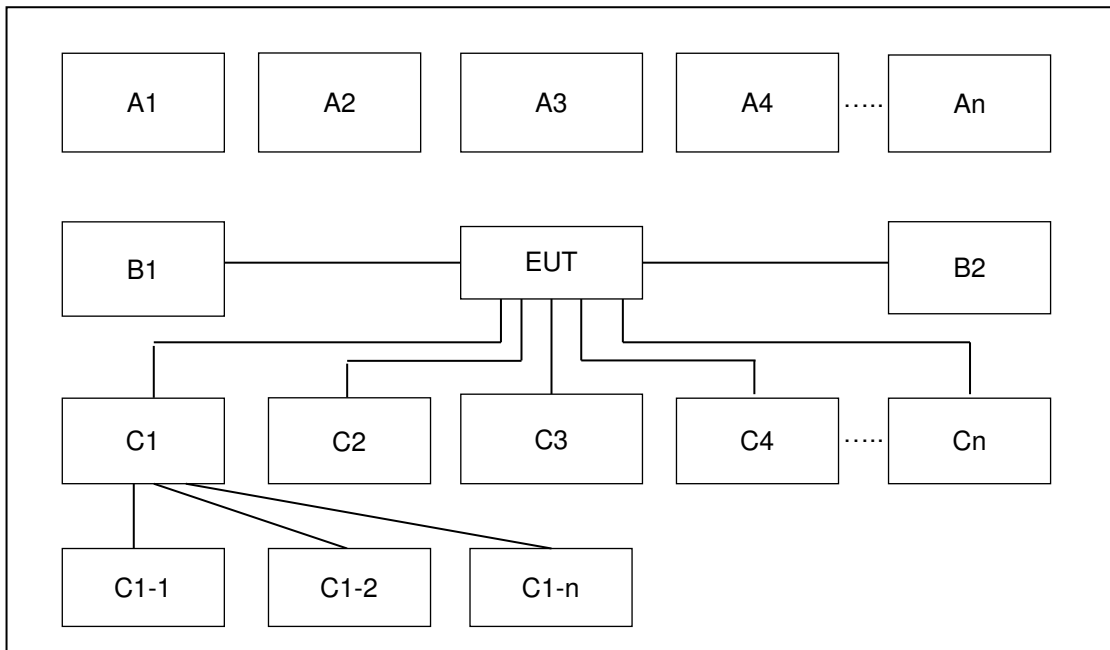 A1 A2 A3 A4 ..... An
B1 EUT B2
C1 C2 C3 C4 ..... Cn
C1-1 C1-2 C1-n